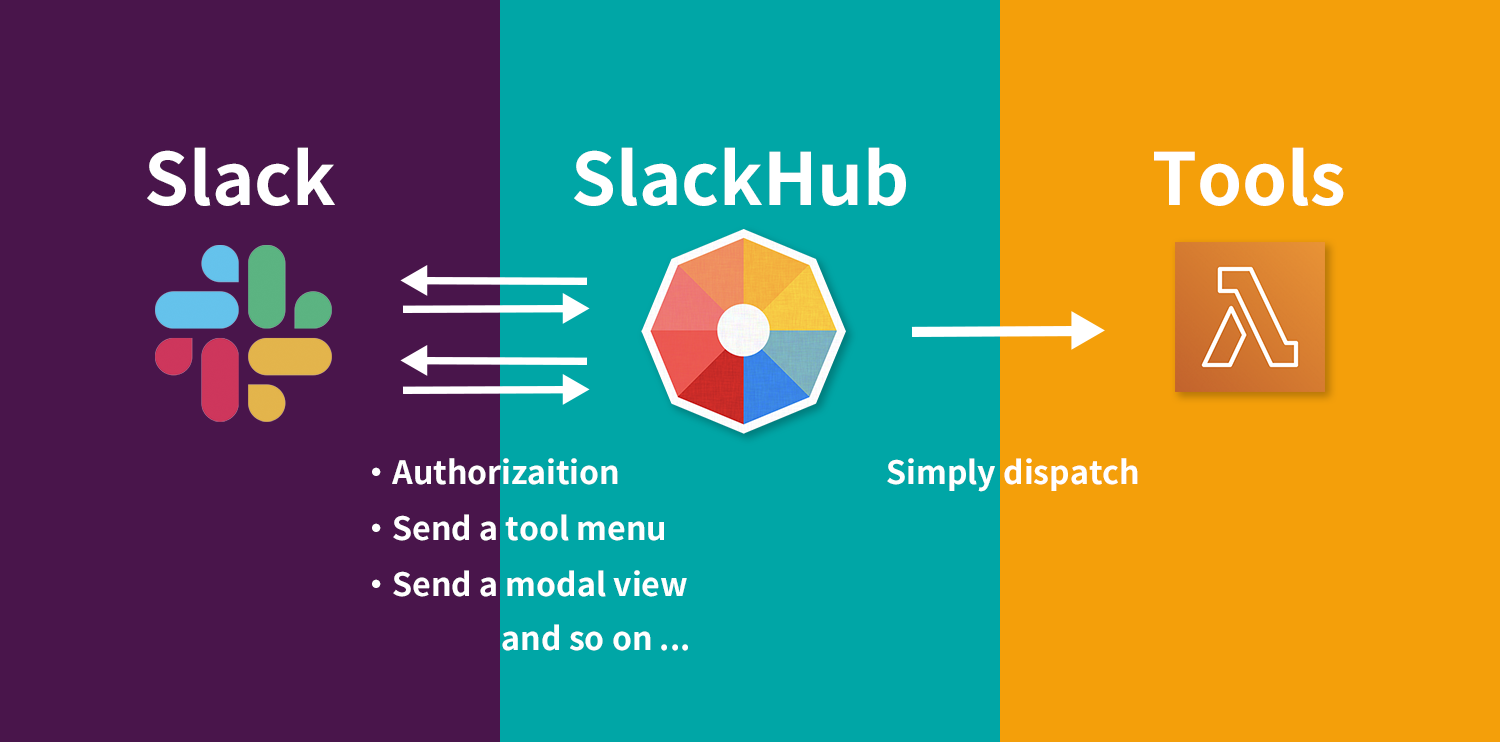 Slack
SlackHub
Tools
・Authorizaition
・Send a tool menu
・Send a modal view
and so on ...
Simply dispatch